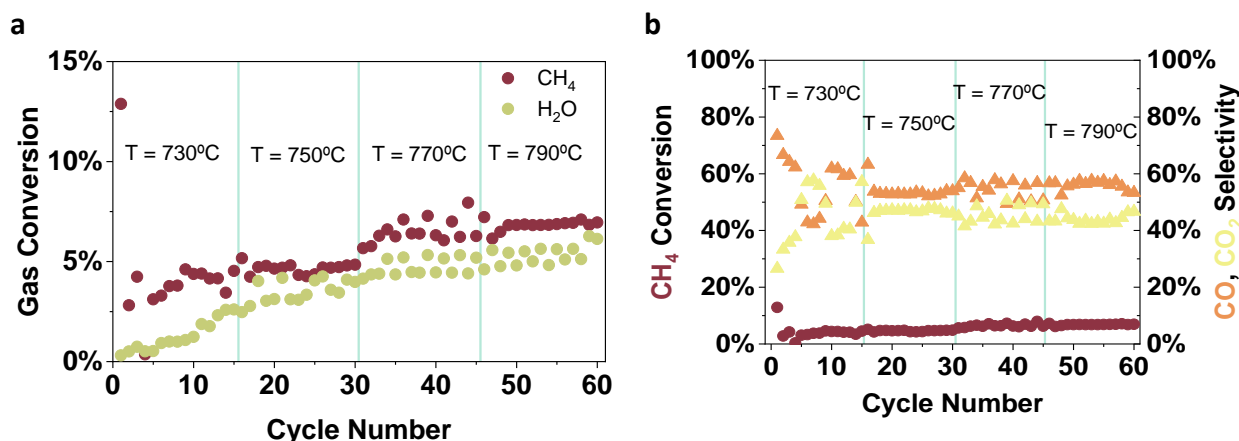 a
15%
10%
5%
0%
Gas Conversion
CH₄
H₂O
T = 730ºC
T = 750ºC
T = 770ºC
T = 790ºC
0 10 20 30 40 50 60
Cycle Number
b
100%
80%
60%
40%
20%
0%
CH₄ Conversion
T = 730ºC
T = 750ºC
T = 770ºC
T = 790ºC
100%
80%
60%
40%
20%
0%
CO, CO₂ Selectivity
0 10 20 30 40 50 60
Cycle Number